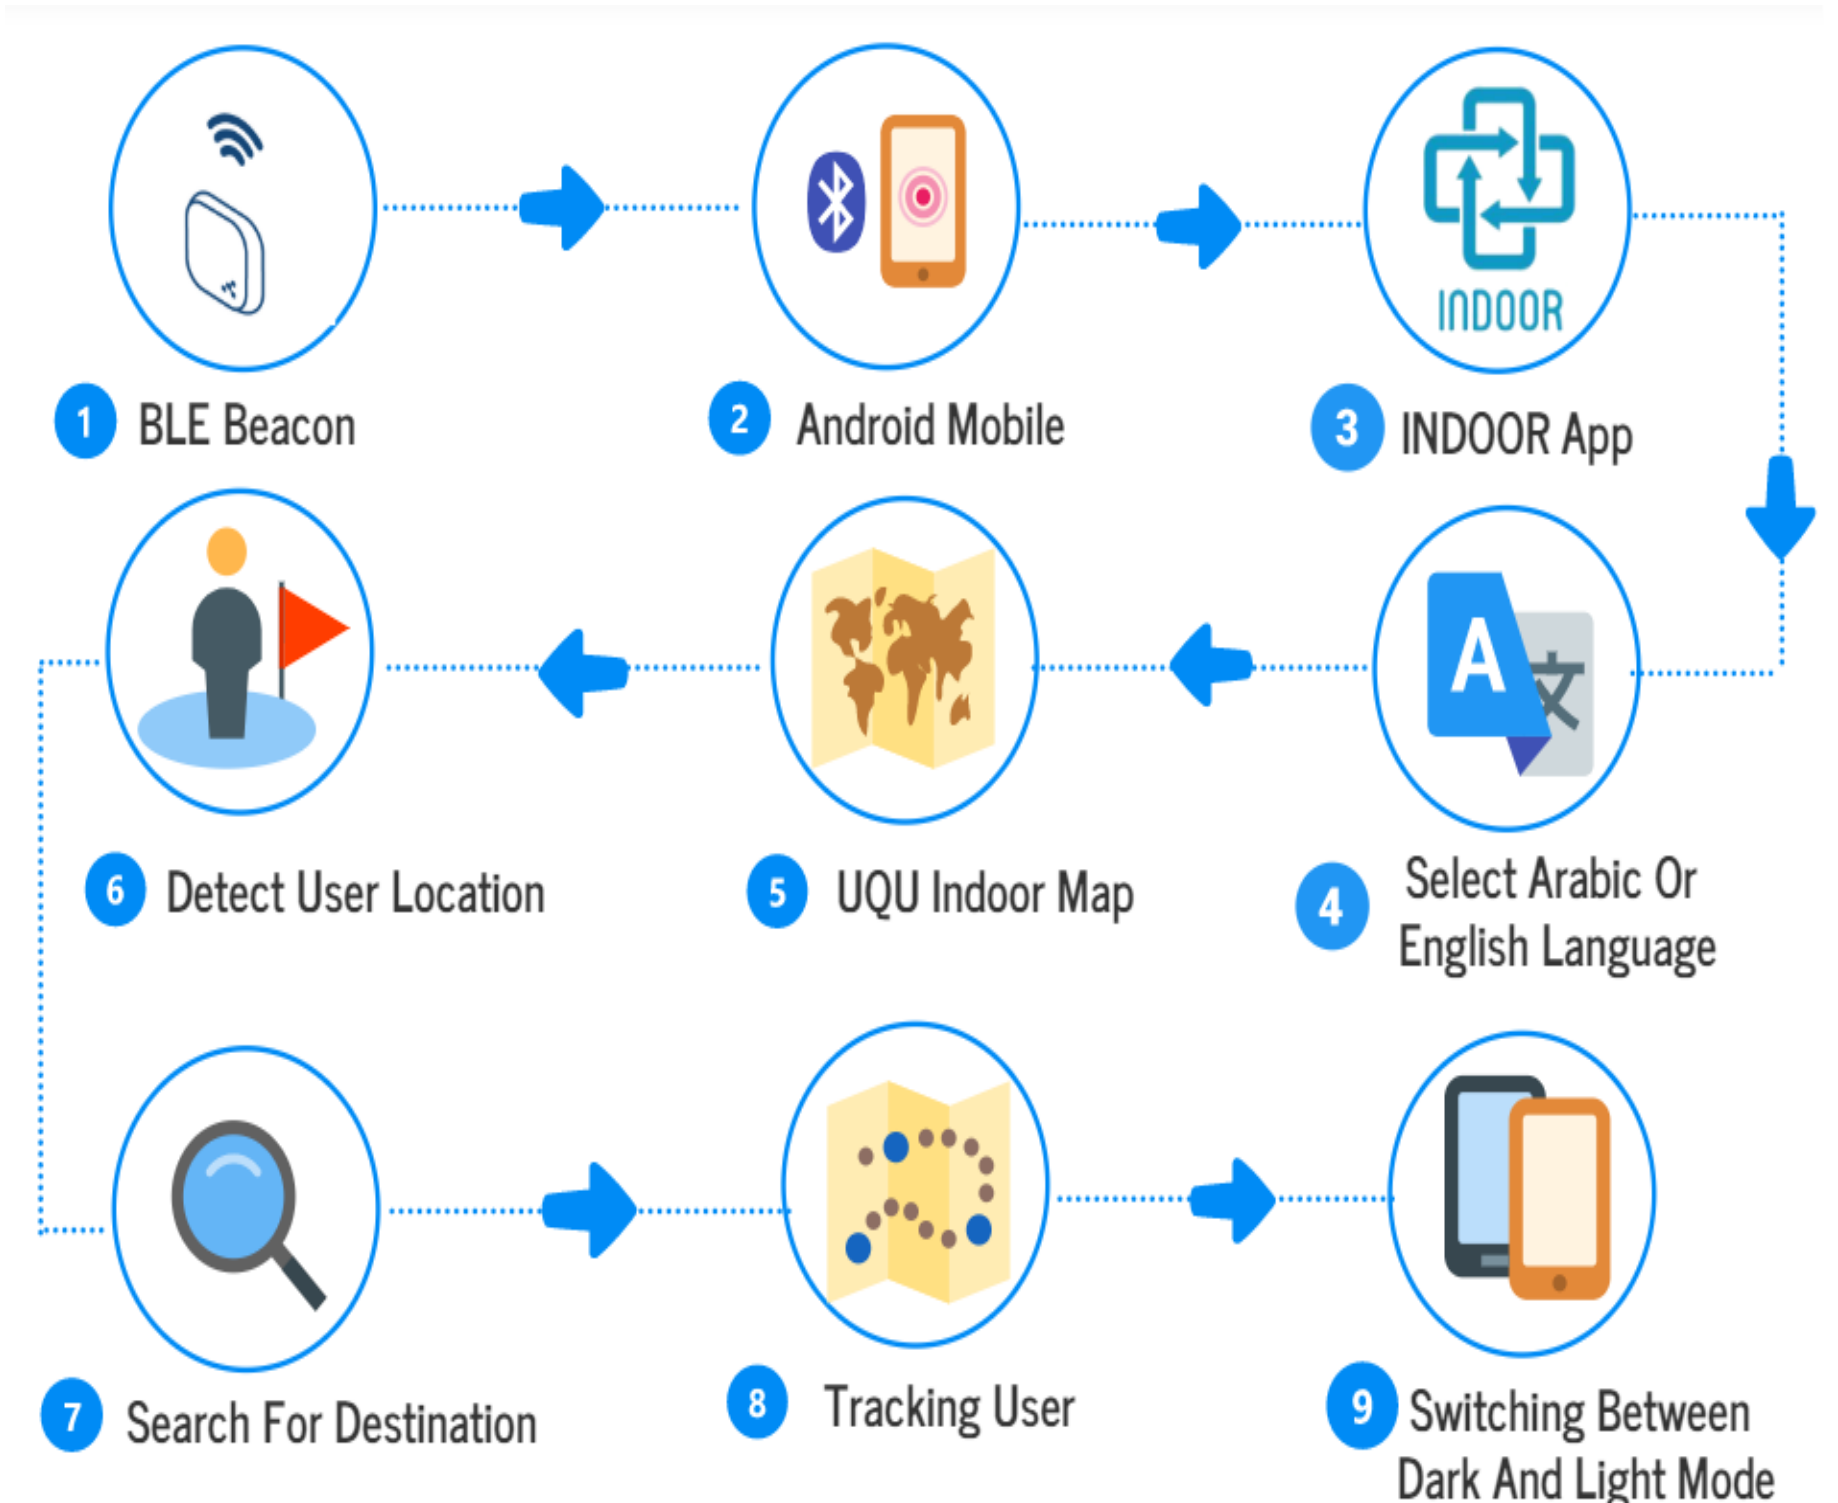 INDOOR
1 BLE Beacon
2 Android Mobile
3 INDOOR App
A 文
4 Select Arabic Or
English Language
5 UQU Indoor Map
6 Detect User Location
7 Search For Destination
8 Tracking User
9 Switching Between
Dark And Light Mode